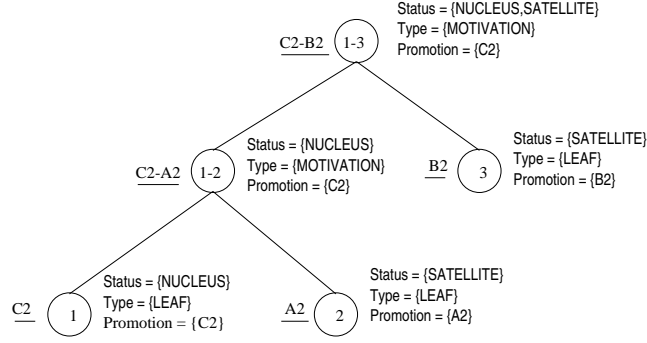 Status = {NUCLEUS,SATELLITE}
Type = {MOTIVATION}
C2-B2 1-3
Promotion = {C2}
Status = {NUCLEUS}
Type = {MOTIVATION}
C2-A2 1-2
Promotion = {C2}
Status = {SATELLITE}
Type = {LEAF}
B2 3
Promotion = {B2}
Status = {NUCLEUS}
Type = {LEAF}
C2 1
Promotion = {C2}
Status = {SATELLITE}
Type = {LEAF}
A2 2
Promotion = {A2}